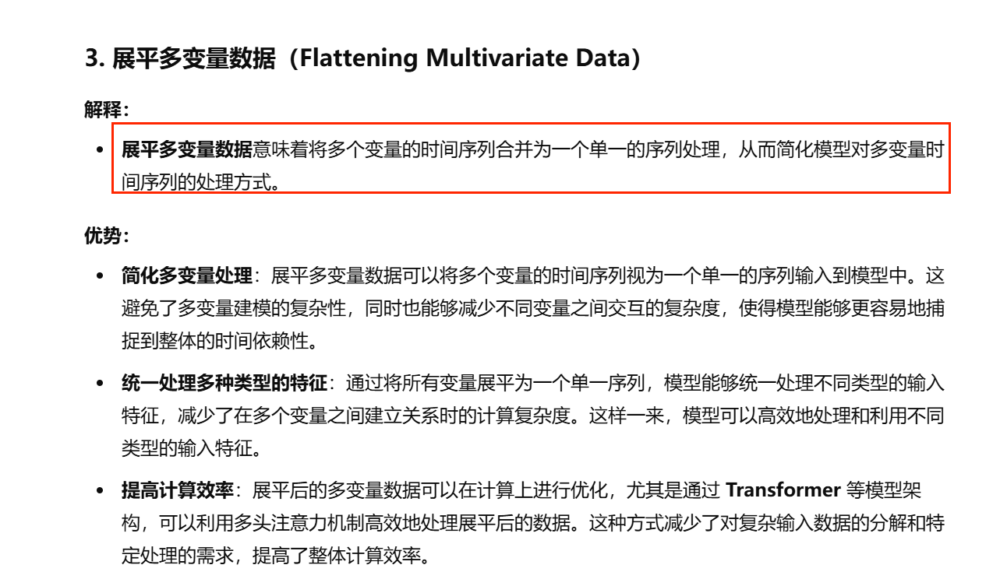 3. 展平多变量数据（Flattening Multivariate Data）
解释：
• 展平多变量数据意味着将多个变量的时间序列合并为一个单一的序列处理，从而简化模型对多变量时
间序列的处理方式。
优势：
• 简化多变量处理：展平多变量数据可以将多个变量的时间序列视为一个单一的序列输入到模型中。这
避免了多变量建模的复杂性，同时也能够减少不同变量之间交互的复杂度，使得模型能够更容易地捕
捉到整体的时间依赖性。
• 统一处理多种类型的特征：通过将所有变量展平为一个单一序列，模型能够统一处理不同类型的输入
特征，减少了在多个变量之间建立关系时的计算复杂度。这样一来，模型可以高效地处理和利用不同
类型的输入特征。
• 提高计算效率：展平后的多变量数据可以在计算上进行优化，尤其是通过 Transformer 等模型架
构，可以利用多头注意力机制高效地处理展平后的数据。这种方式减少了对复杂输入数据的分解和特
定处理的需求，提高了整体计算效率。